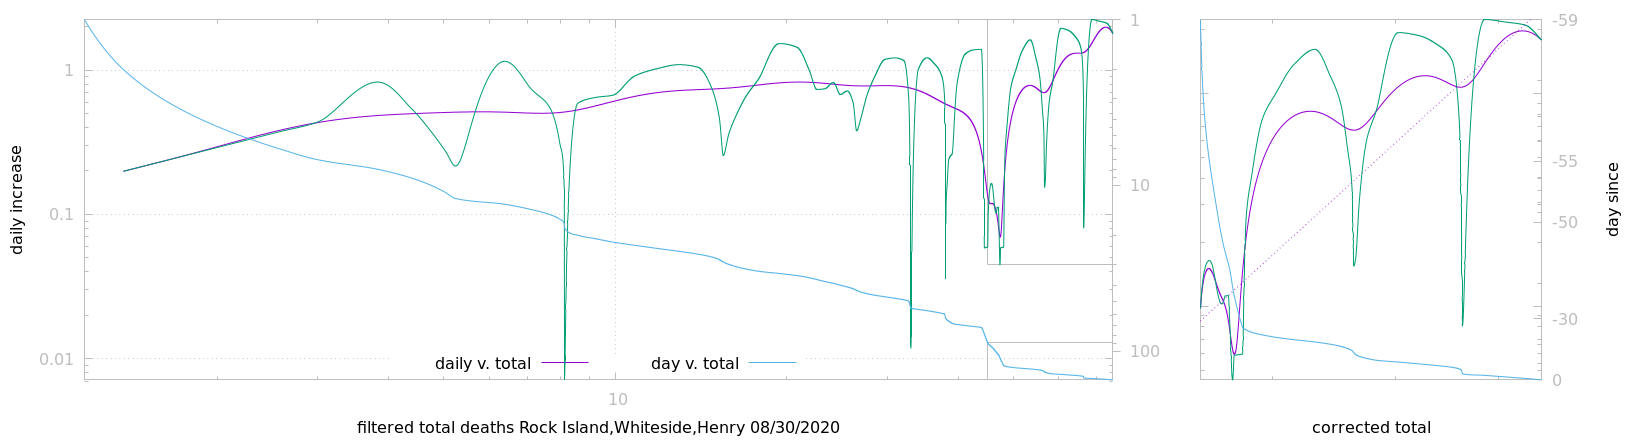 daily increase
1
0.1
0.01
10
1
10
100
daily v. total
day v. total
filtered total deaths Rock Island,Whiteside,Henry 08/30/2020
-59
-55
-50
-30
0
day since
corrected total